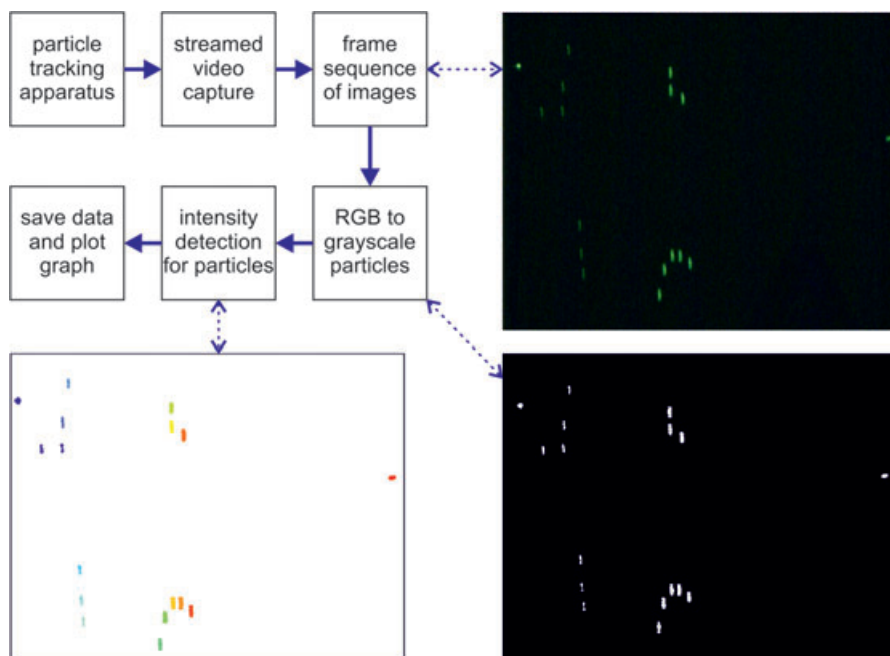 particle
tracking
apparatus
streamed
video
capture
frame
sequence
of images
save data
and plot
graph
intensity
detection
for particles
RGB to
grayscale
particles